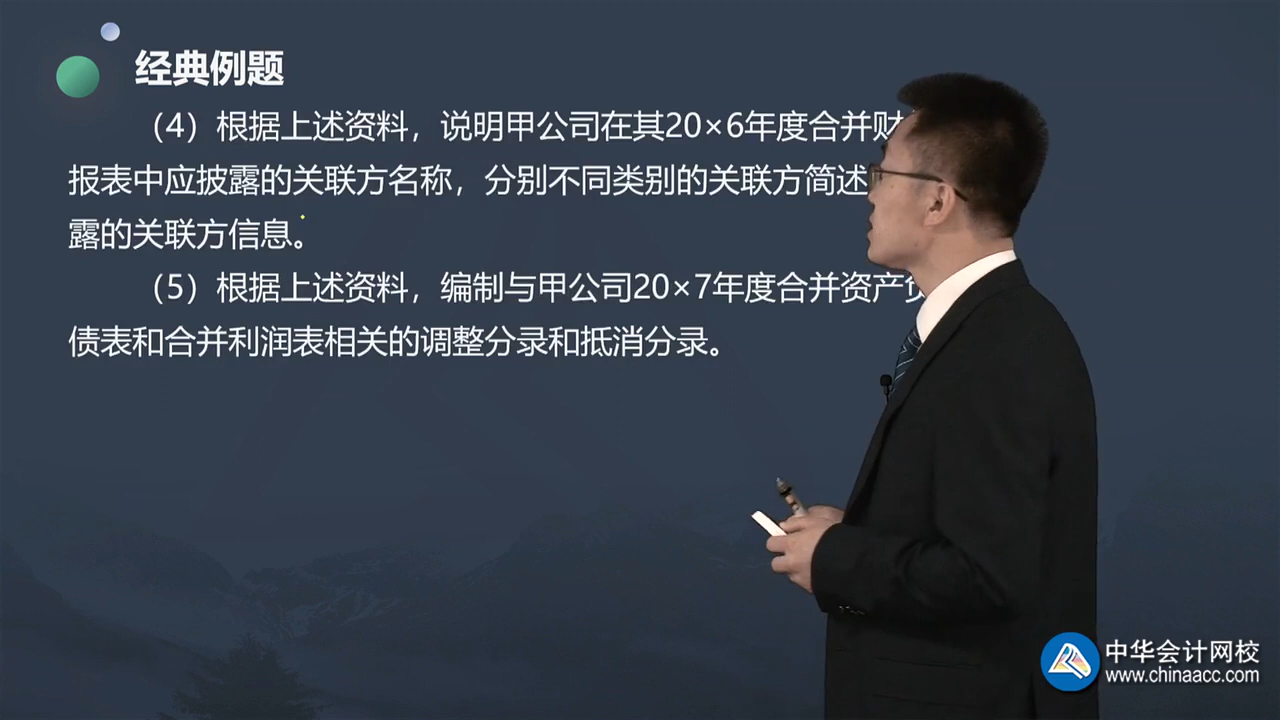 经典例题
（4）根据上述资料，说明甲公司在其20×6年度合并财
报表中应披露的关联方名称，分别不同类别的关联方简述
露的关联方信息。
（5）根据上述资料，编制与甲公司20×7年度合并资产负
债表和合并利润表相关的调整分录和抵消分录。
中华会计网校
www.chinaacc.com